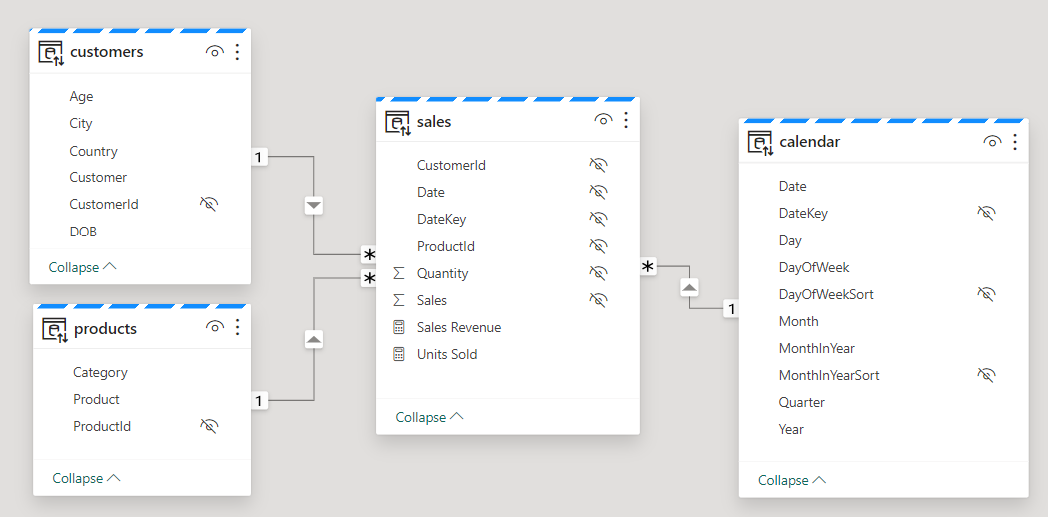 customers
Age
City
Country
Customer
CustomerId
DOB
Collapse
products
Category
Product
ProductId
Collapse
1
*
*
1
sales
CustomerId
Date
DateKey
ProductId
Σ Quantity
Σ Sales
Sales Revenue
Units Sold
Collapse
*
1
calendar
Date
DateKey
Day
DayOfWeek
DayOfWeekSort
Month
MonthInYear
MonthInYearSort
Quarter
Year
Collapse